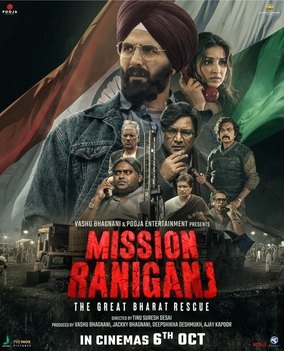 POOJA
VASHU BHAGNANI & POOJA ENTERTAINMENT PRESENTS
MISSION
RANIGANJ
THE GREAT BHARAT RESCUE
DIRECTED BY TINU SURESH DESAI
PRODUCED BY VASHU BHAGNANI, JACKKY BHAGNANI, DEEPSHIKHA DESHMUKH, AJAY KAPOOR
IN CINEMAS 6TH OCT